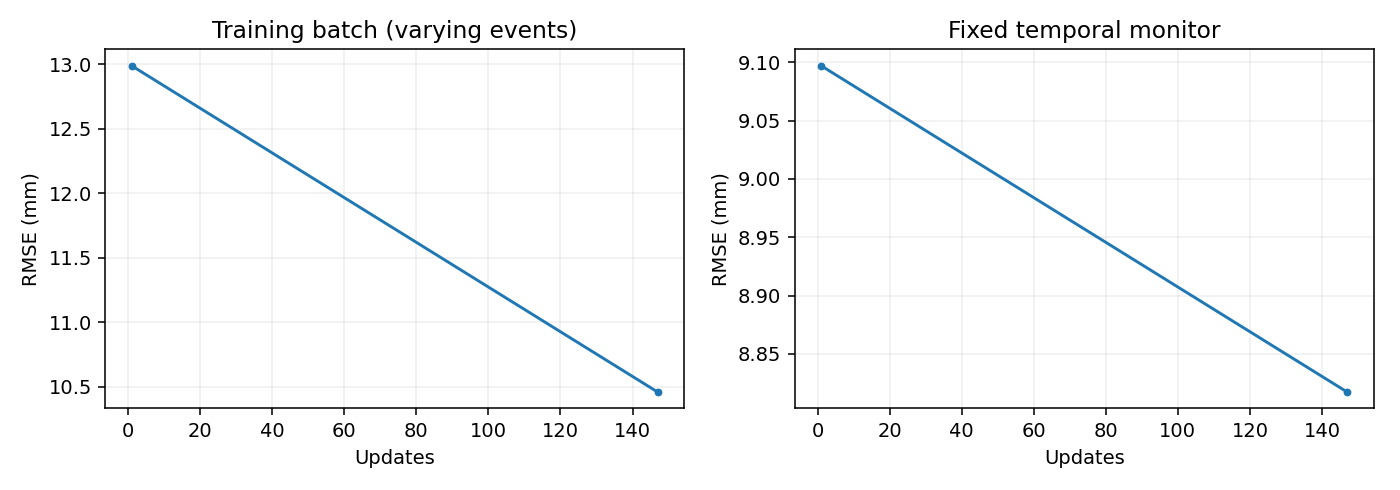 Training batch (varying events)
RMSE (mm)
13.0
12.5
12.0
11.5
11.0
10.5
0 20 40 60 80 100 120 140
Updates
Fixed temporal monitor
RMSE (mm)
9.10
9.05
9.00
8.95
8.90
8.85
0 20 40 60 80 100 120 140
Updates